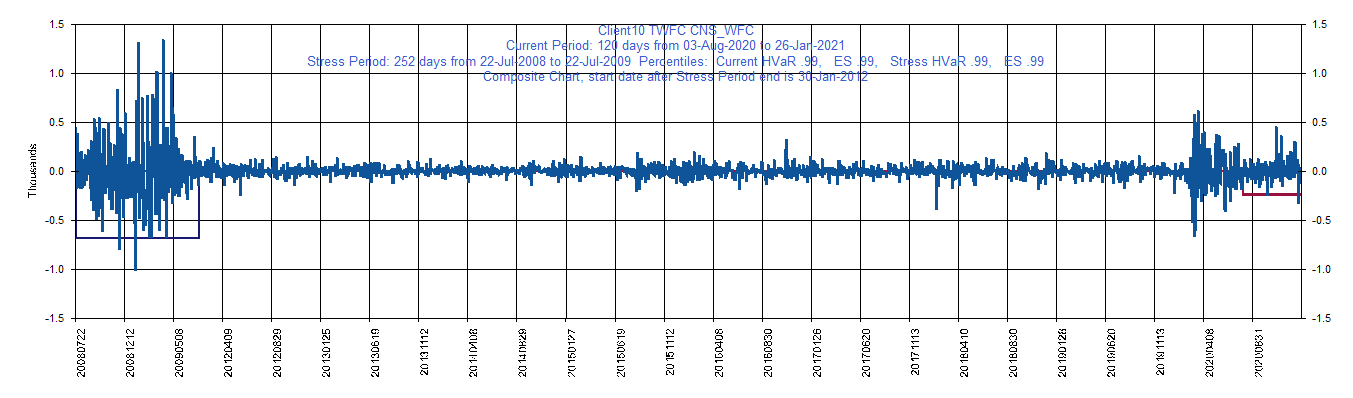 Client10 TWFC CNS_WFC
Current Period: 120 days from 03-Aug-2020 to 26-Jan-2021
Stress Period: 252 days from 22-Jul-2008 to 22-Jul-2009 Percentiles: Current HVaR .99, ES .99, Stress HVaR .99, ES .99
Composite Chart, start date after Stress Period end is 30-Jan-2012
1.5 1.5
1.0 1.0
0.5 0.5
0.0 0.0
-0.5 -0.5
-1.0 -1.0
-1.5 -1.5
Thousands
20080722 20081212 20090508 20120409 20120829 20130125 20130619 20131112 20140408 20140829 20150127 20150619 20151112 20160408 20160830 20170126 20170620 20171113 20180410 20180830 20190128 20190620 20191113 20200408 20200831